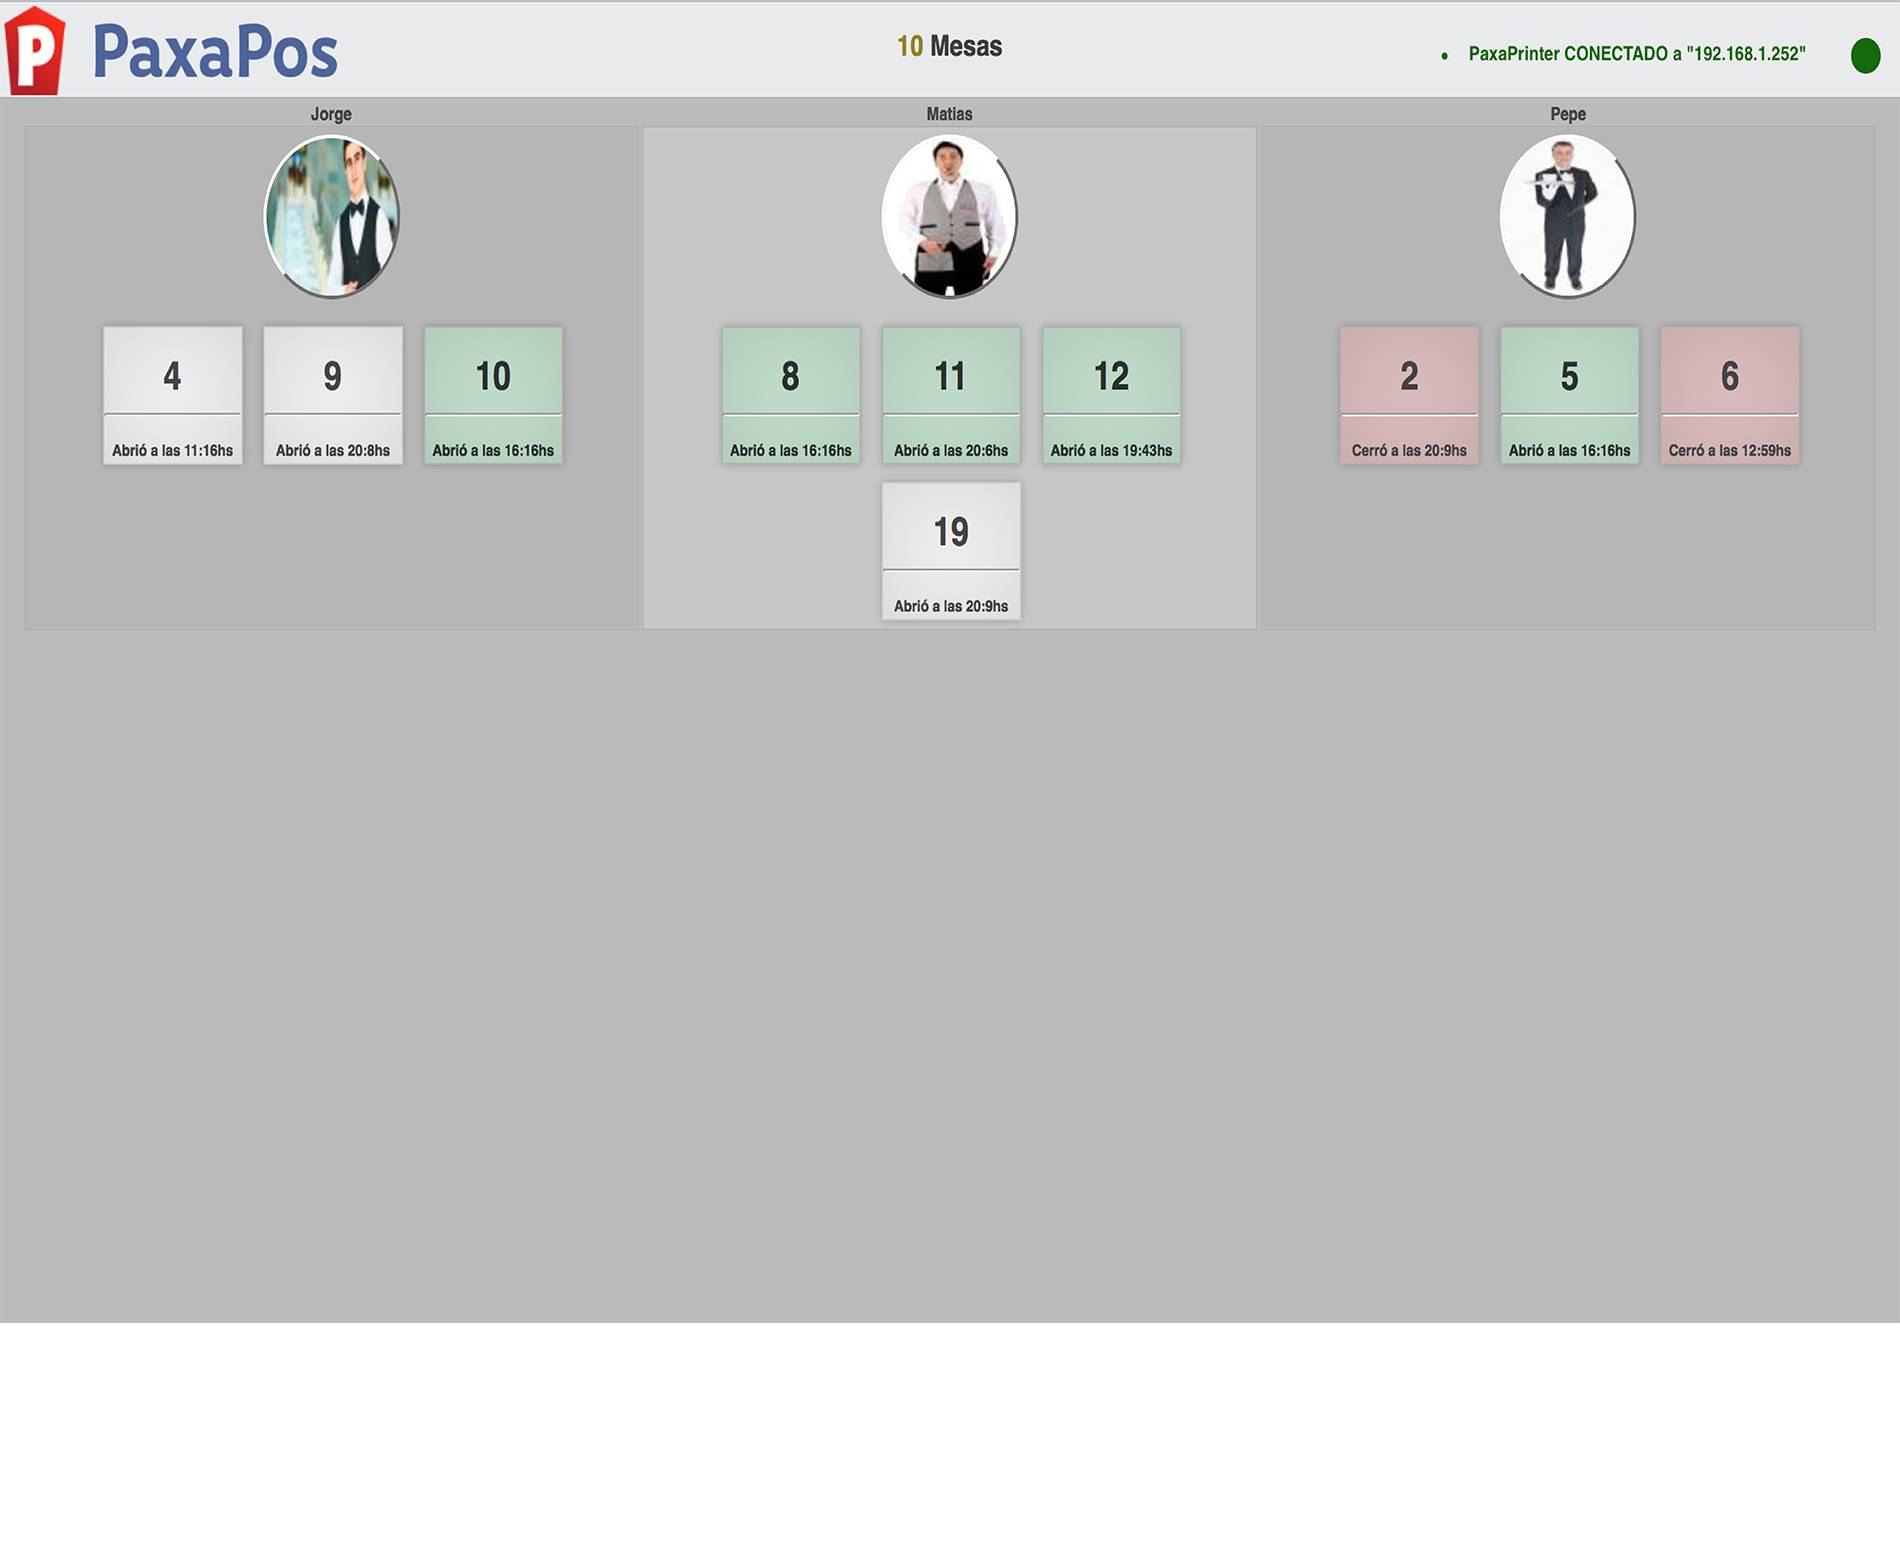 P PaxaPos
10 Mesas
• PaxaPrinter CONECTADO a "192.168.1.252"
Jorge
4
Abrió a las 11:16hs
9
Abrió a las 20:8hs
10
Abrió a las 16:16hs
Matias
8
Abrió a las 16:16hs
11
Abrió a las 20:6hs
12
Abrió a las 19:43hs
19
Abrió a las 20:9hs
Pepe
2
Cerró a las 20:9hs
5
Abrió a las 16:16hs
6
Cerró a las 12:59hs